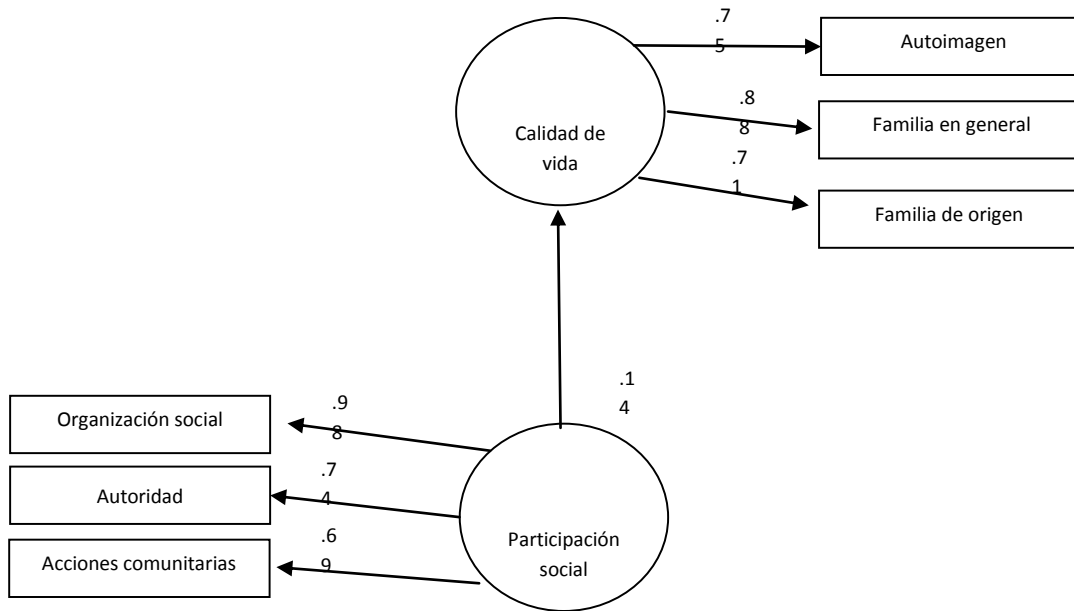 .7
5
Autoimagen
.8
8
Familia en general
Calidad de
vida
.7
1
Familia de origen
.1
4
.9
8
Organización social
.7
4
Autoridad
.6
9
Acciones comunitarias
Participación
social